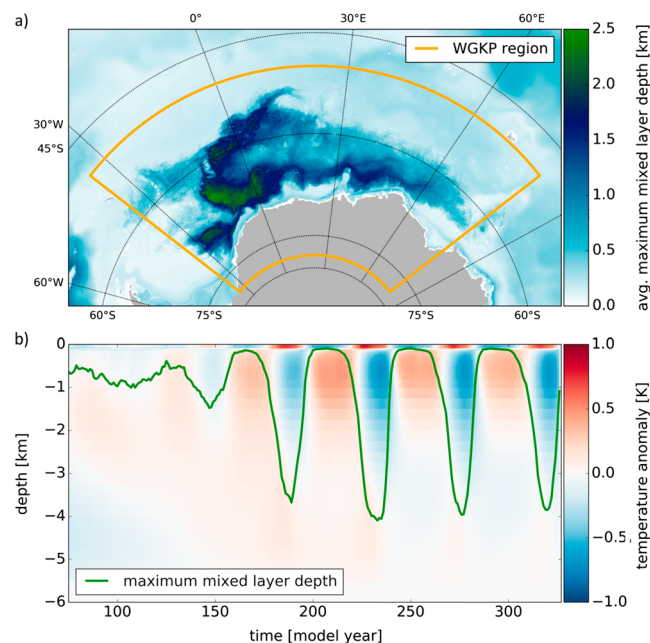 a)
0°
30°E
60°E
WGKP region
30°W
45°S
60°W
60°S
75°S
75°S
60°S
2.5
2.0
1.5
1.0
0.5
0.0
avg. maximum mixed layer depth [km]
b)
0
−1
−2
−3
−4
−5
−6
depth [km]
maximum mixed layer depth
100
150
200
250
300
time [model year]
1.0
0.5
0.0
−0.5
−1.0
temperature anomaly [K]